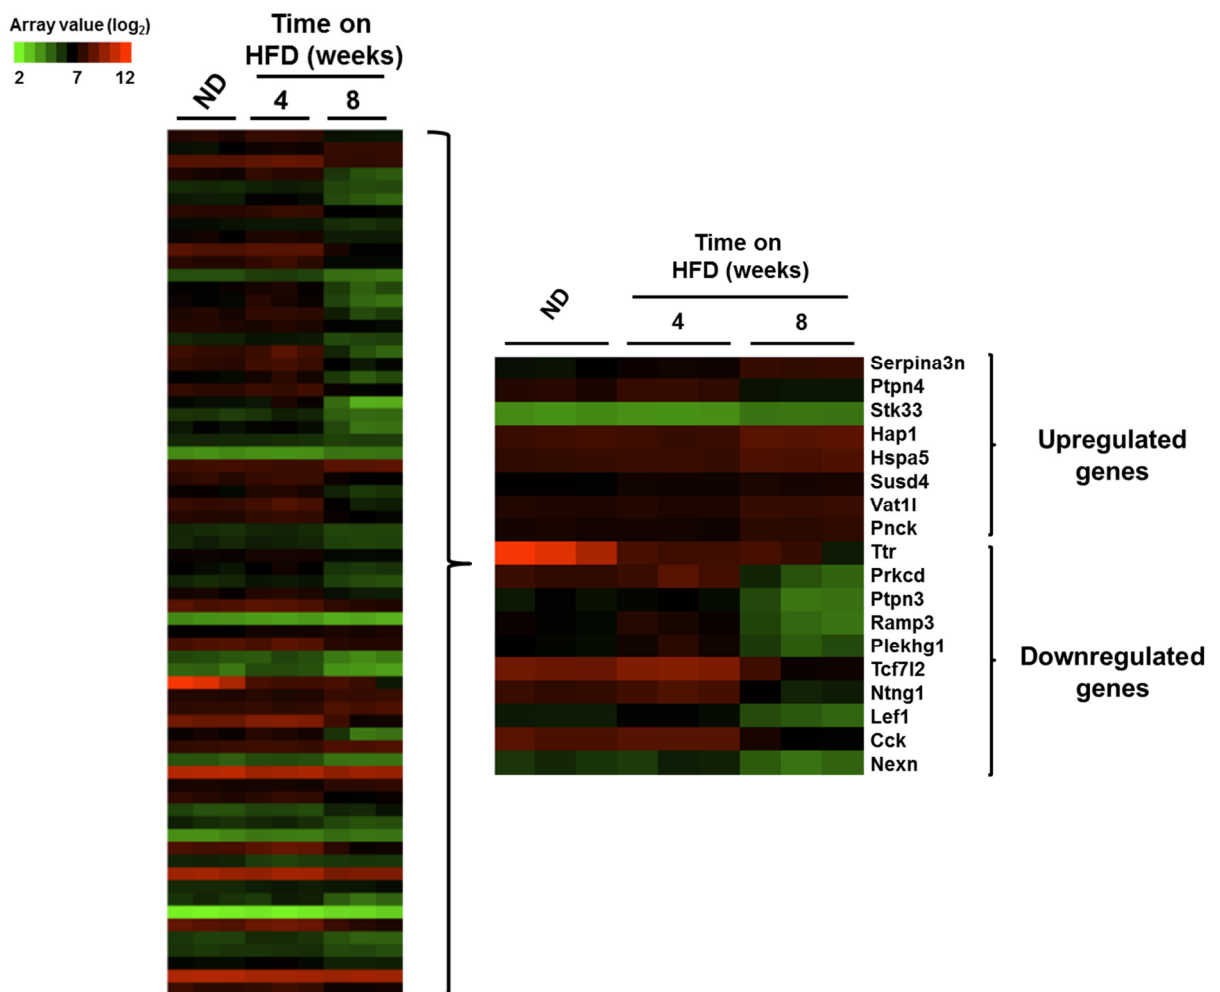 Array value (log2)
2 7 12
Time on
HFD (weeks)
ND
4
8
Time on
HFD (weeks)
ND
4
8
Serpina3n
Ptpn4
Stk33
Hap1
Hspa5
Susd4
Vat1l
Pnck
Ttr
Prkcd
Ptpn3
Ramp3
Plekhg1
Tcf7l2
Ntng1
Lef1
Cck
Nexn
Upregulated
genes
Downregulated
genes